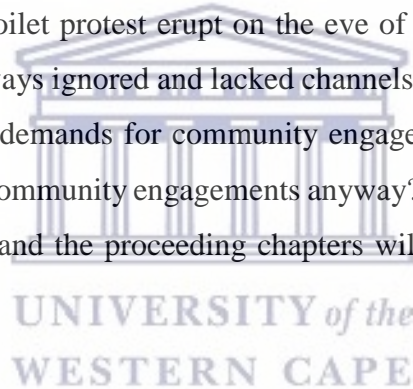 oilet protest erupt on the eve of
ays ignored and lacked channels
demands for community engage
ommunity engagements anyway?
and the proceeding chapters wil
UNIVERSITY of the
WESTERN CAPE